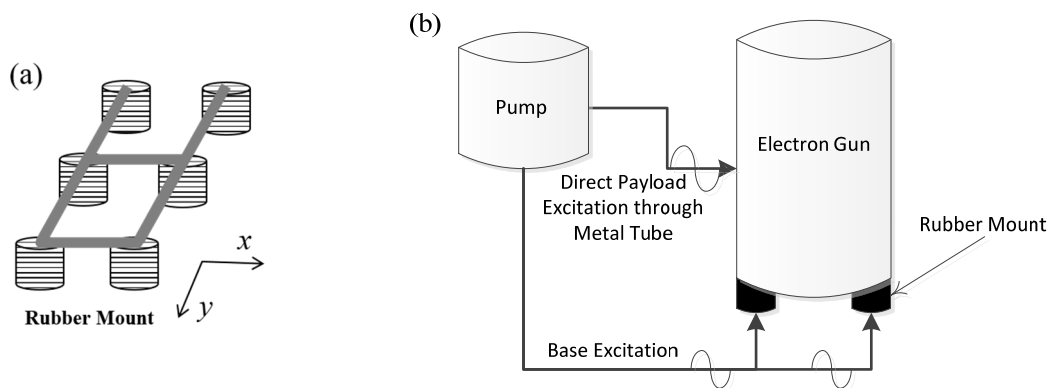 (a)
x
y
Rubber Mount
(b)
Pump
Electron Gun
Direct Payload
Excitation through
Metal Tube
Rubber Mount
Base Excitation